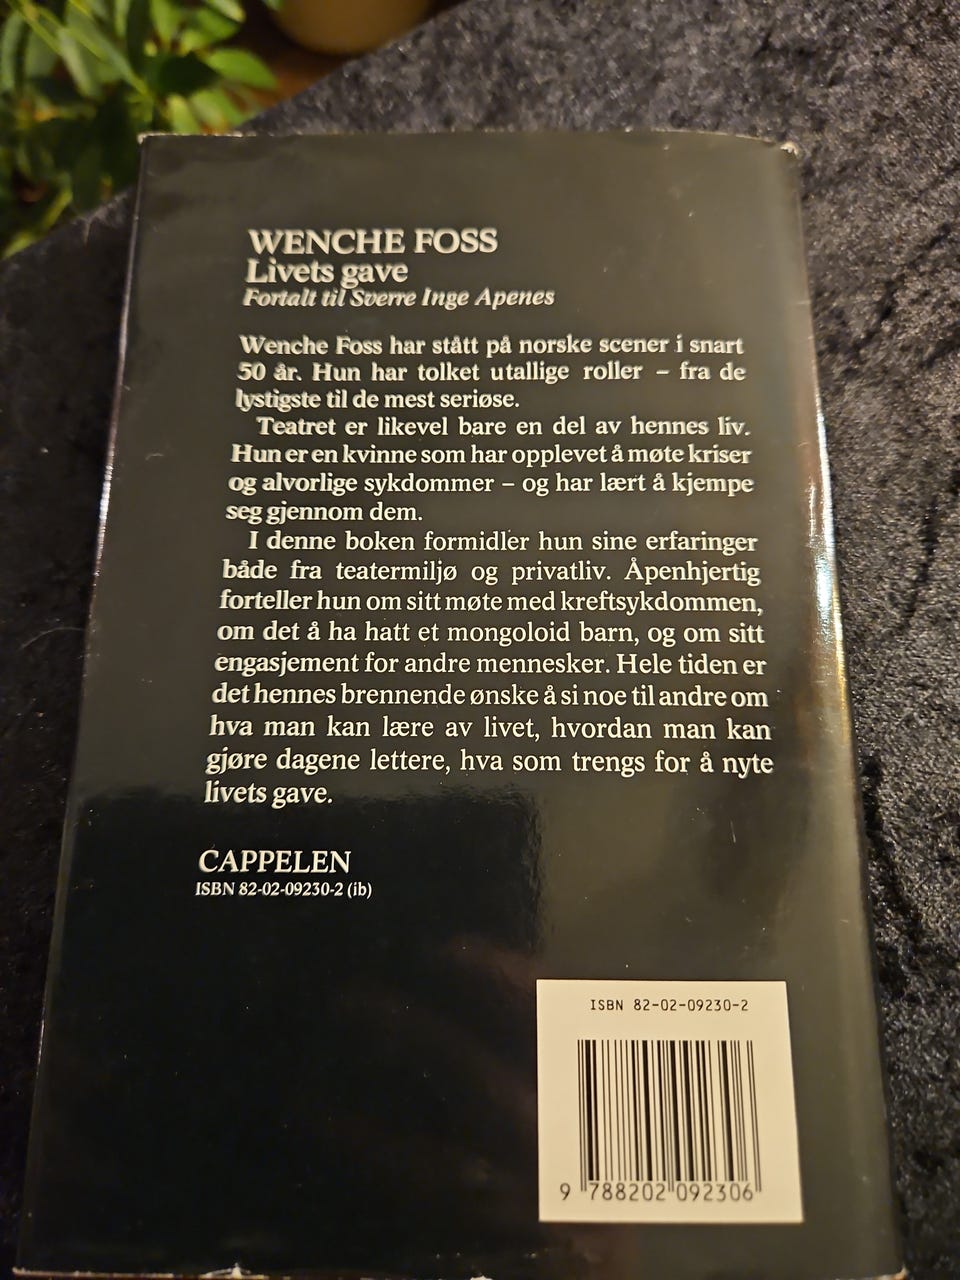 WENCHE FOSS
Livets gave
Fortalt til Sverre Inge Apenes
Wenche Foss har stått på norske scener i snart
50 år. Hun har tolket utallige roller – fra de
lystigste til de mest seriøse.
Teatret er likevel bare en del av hennes liv.
Hun er en kvinne som har opplevet å møte kriser
og alvorlige sykdommer – og har lært å kjempe
seg gjennom dem.
I denne boken formidler hun sine erfaringer
både fra teatermiljø og privatliv. Åpenhjertig
forteller hun om sitt møte med kreftsykdommen,
om det å ha hatt et mongoloid barn, og om sitt
engasjement for andre mennesker. Hele tiden er
det hennes brennende ønske å si noe til andre om
hva man kan lære av livet, hvordan man kan
gjøre dagene lettere, hva som trengs for å nyte
livets gave.
CAPPELEN
ISBN 82-02-09230-2 (ib)
ISBN 82-02-09230-2
9 788202 092306